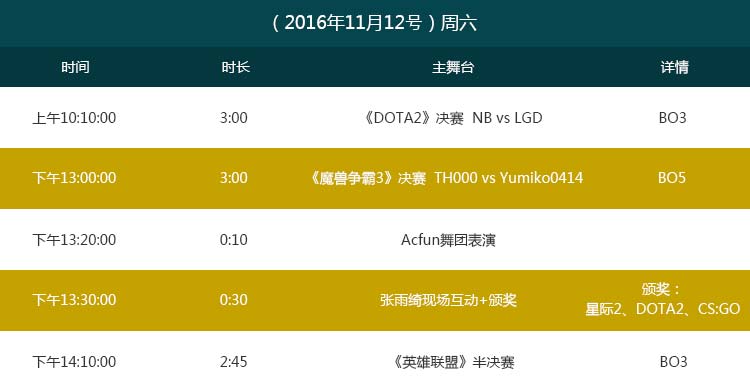 （2016年11月12号）周六
时间 时长 主舞台 详情
上午10:10:00 3:00 《DOTA2》决赛 NB vs LGD BO3
下午13:00:00 3:00 《魔兽争霸3》决赛 TH000 vs Yumiko0414 BO5
下午13:20:00 0:10 Acfun舞团表演
下午13:30:00 0:30 张雨绮现场互动+颁奖 颁奖：
星际2、DOTA2、CS:GO
下午14:10:00 2:45 《英雄联盟》半决赛 BO3